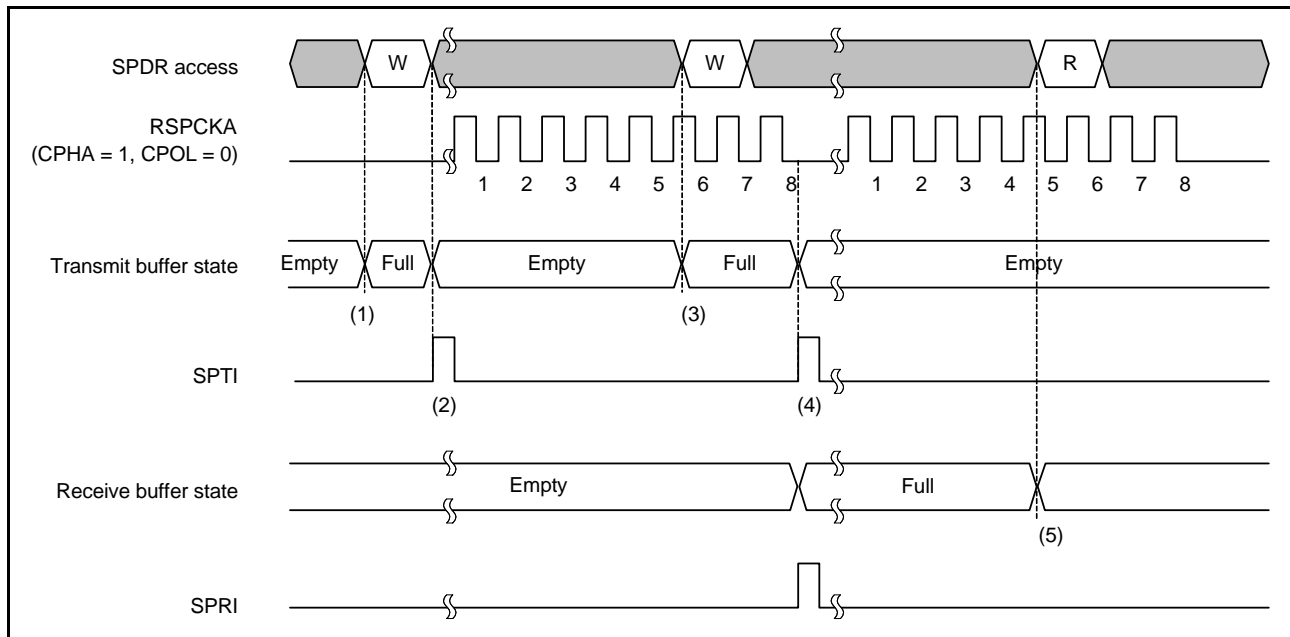 SPDR access
W
W
R
RSPCKA
(CPHA = 1, CPOL = 0)
1 2 3 4 5 6 7 8 1 2 3 4 5 6 7 8
Transmit buffer state
Empty Full Empty Full Empty
(1) (3)
SPTI
(2) (4)
Receive buffer state
Empty Full
(5)
SPRI